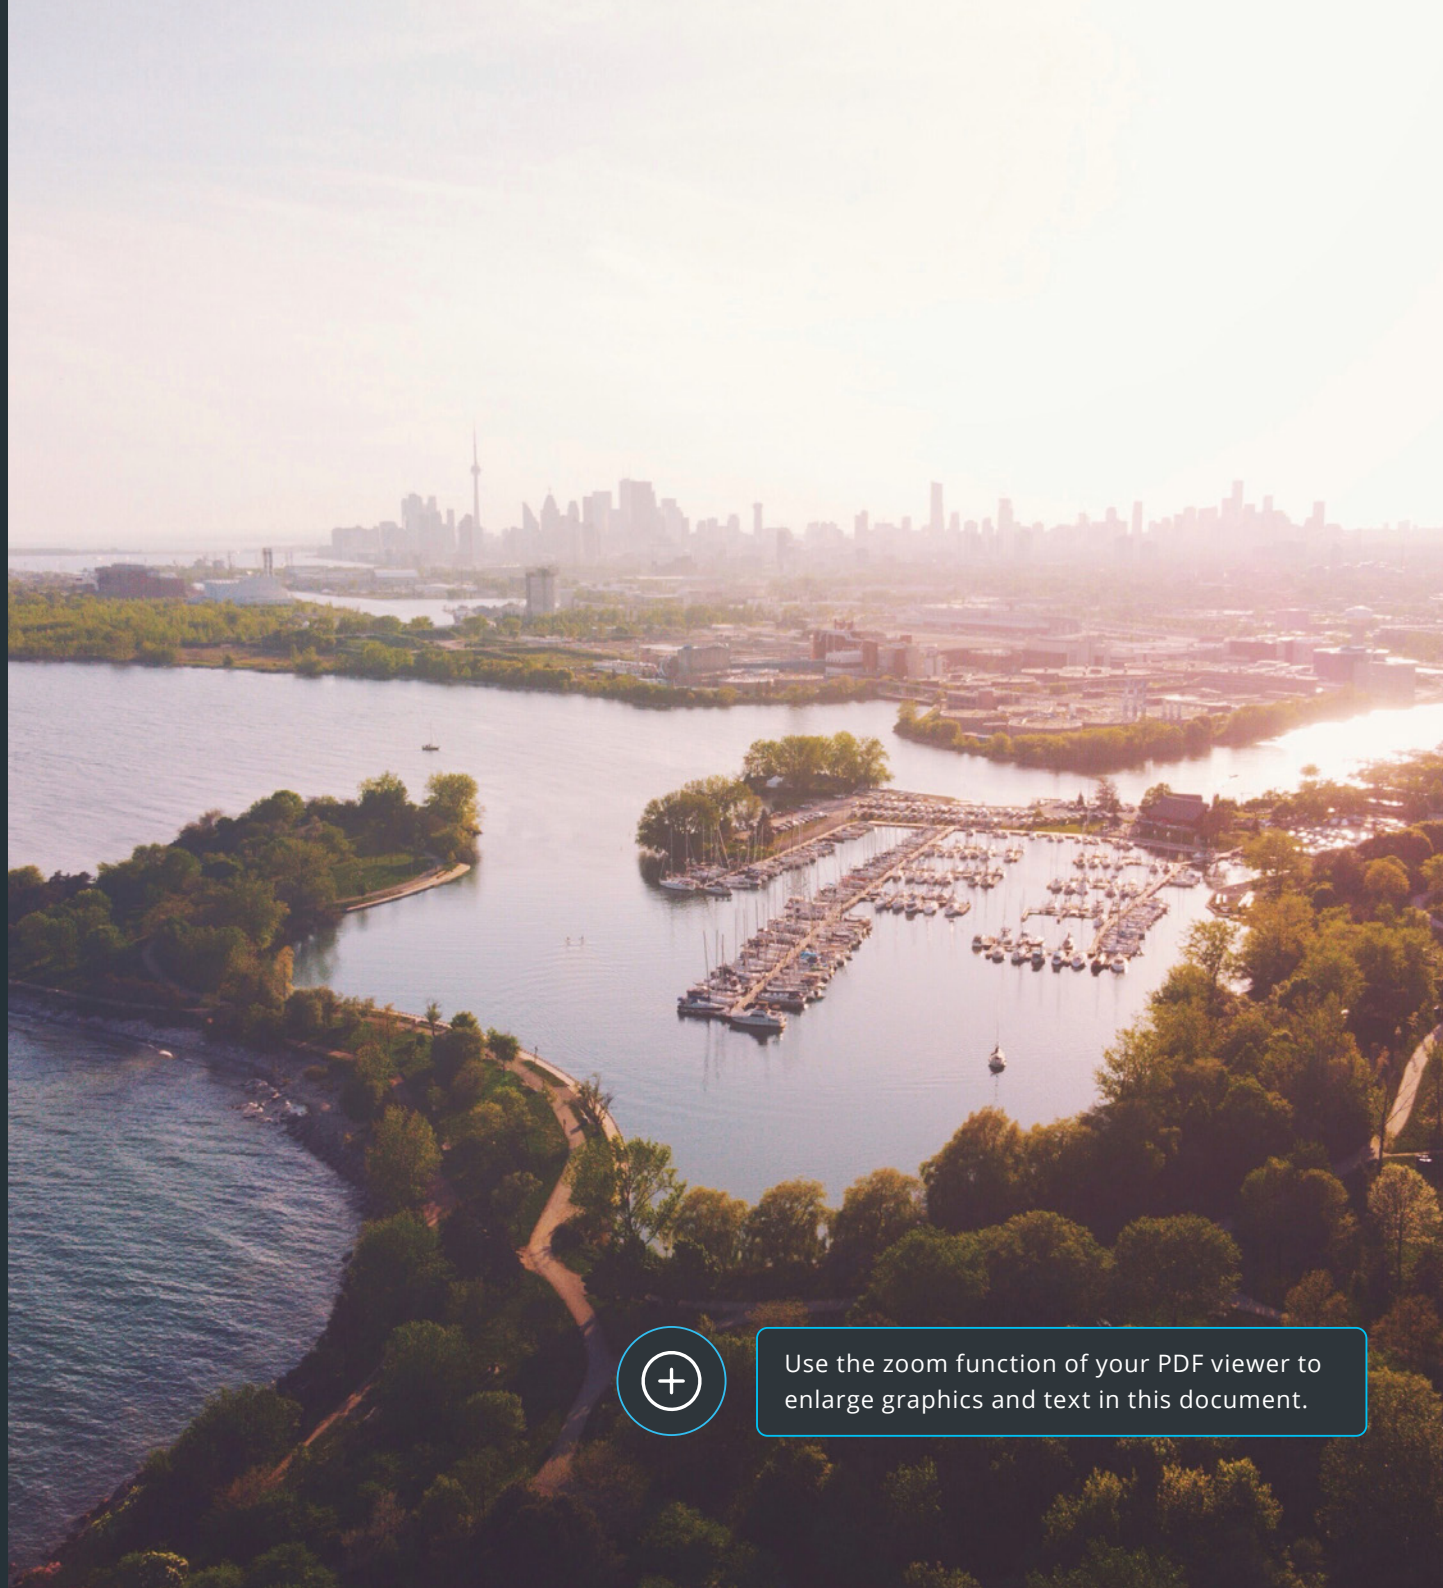 Use the zoom function of your PDF viewer to
enlarge graphics and text in this document.